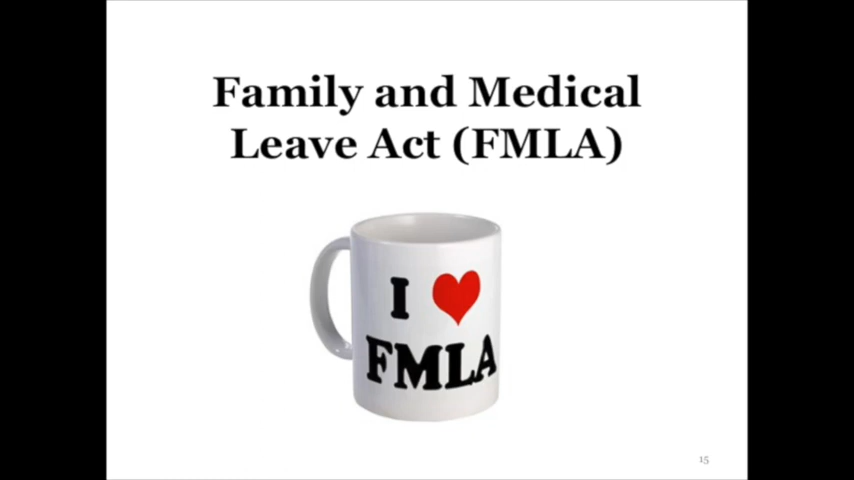 Family and Medical
Leave Act (FMLA)
I ❤
FMLA
15